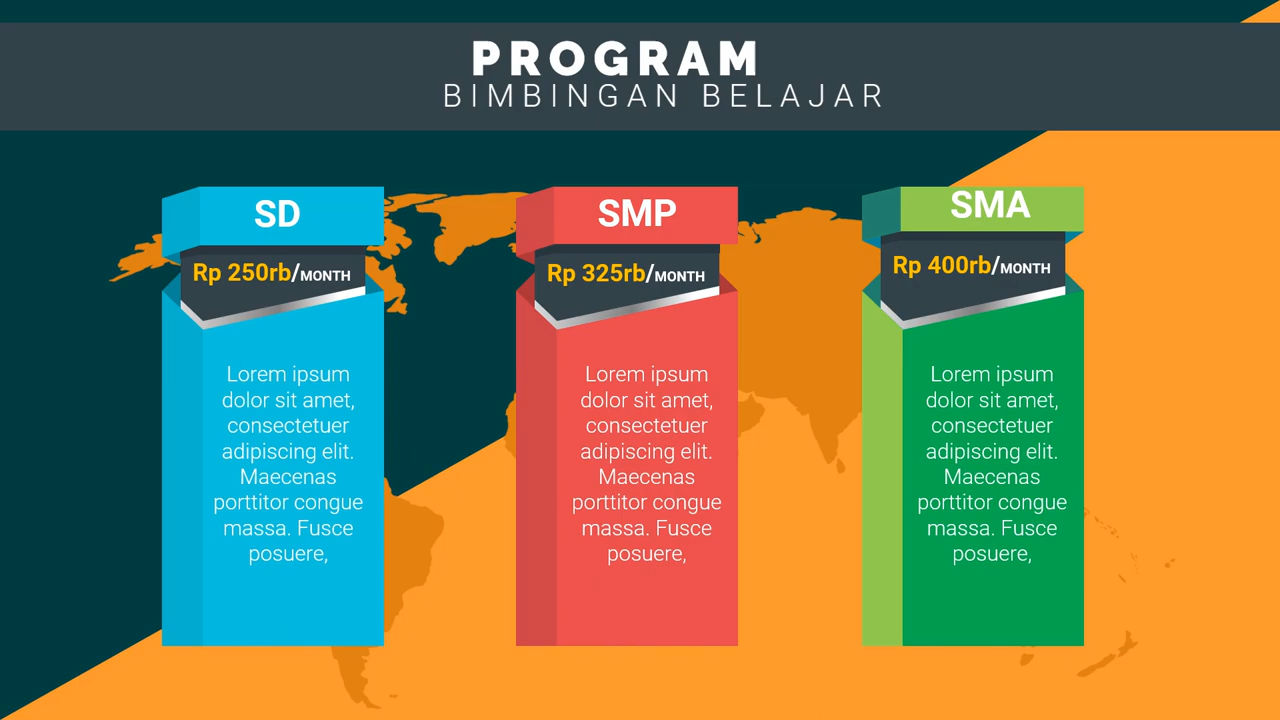 PROGRAM
BIMBINGAN BELAJAR
SD
Rp 250rb/MONTH
Lorem ipsum
dolor sit amet,
consectetuer
adipiscing elit.
Maecenas
porttitor congue
massa. Fusce
posuere,
SMP
Rp 325rb/MONTH
Lorem ipsum
dolor sit amet,
consectetuer
adipiscing elit.
Maecenas
porttitor congue
massa. Fusce
posuere,
SMA
Rp 400rb/MONTH
Lorem ipsum
dolor sit amet,
consectetuer
adipiscing elit.
Maecenas
porttitor congue
massa. Fusce
posuere,